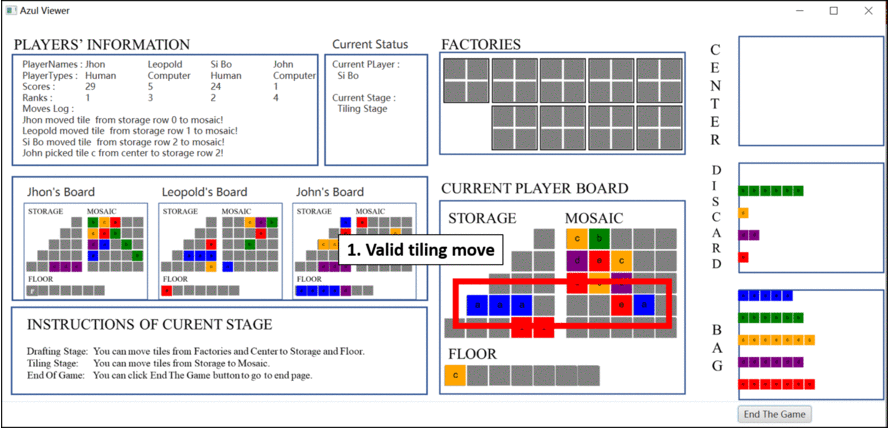 Azul Viewer
PLAYERS' INFORMATION
PlayerNames : Jhon Leopold Si Bo John
PlayerTypes : Human Computer Human Computer
Scores : 29 5 24 1
Ranks : 1 3 2 4
Moves Log :
Jhon moved tile from storage row 0 to mosaic!
Leopold moved tile from storage row 1 to mosaic!
Si Bo moved tile from storage row 2 to mosaic!
John picked tile c from center to storage row 2!
Current Status
Current PLayer :
Si Bo
Current Stage :
Tiling Stage
FACTORIES
CENTER
Jhon's Board
STORAGE MOSAIC
FLOOR
Leopold's Board
STORAGE MOSAIC
FLOOR
John's Board
STORAGE MOSAIC
FLOOR
1. Valid tiling move
CURRENT PLAYER BOARD
STORAGE MOSAIC
c b
d e c
FLOOR
c
DISCARD
BAG
INSTRUCTIONS OF CURENT STAGE
Drafting Stage: You can move tiles from Factories and Center to Storage and Floor.
Tiling Stage: You can move tiles from Storage to Mosaic.
End Of Game: You can click End The Game button to go to end page.
End The Game